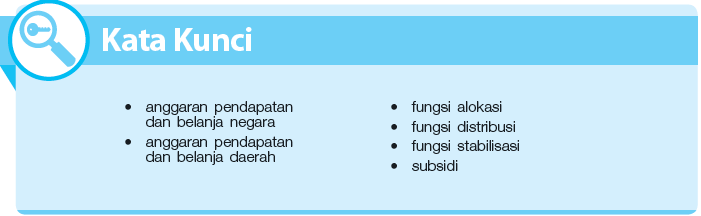 Kata Kunci
• anggaran pendapatan
dan belanja negara
• anggaran pendapatan
dan belanja daerah
• fungsi alokasi
• fungsi distribusi
• fungsi stabilisasi
• subsidi